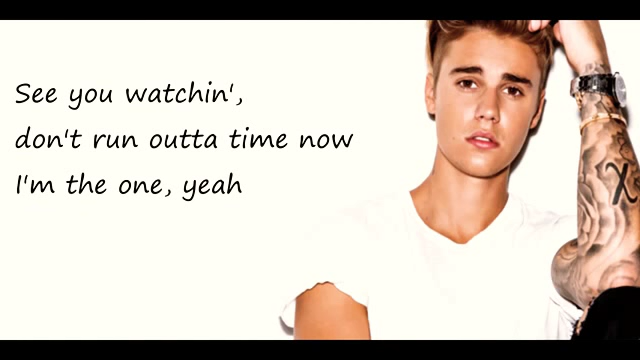 See you watchin',
don't run outta time now
I'm the one, yeah